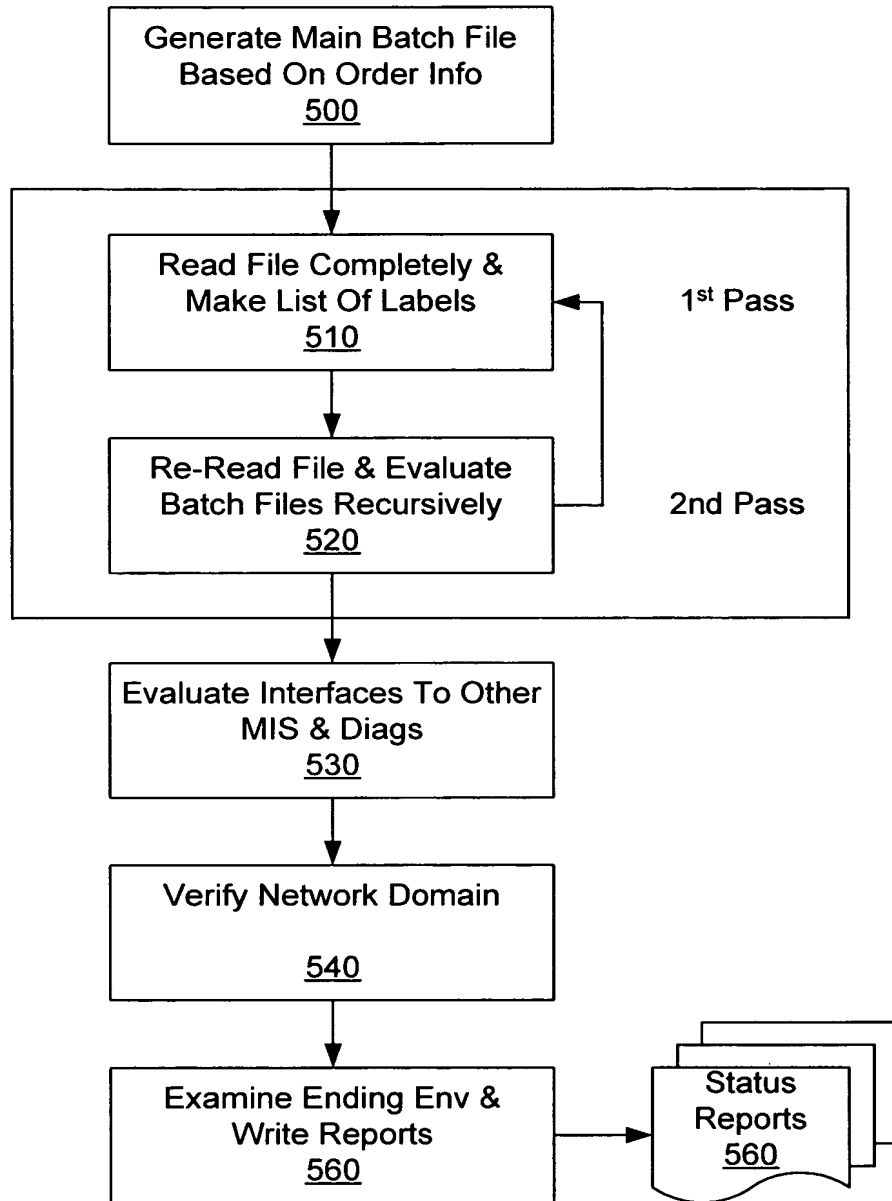 Generate Main Batch File
Based On Order Info
500
Read File Completely &
Make List Of Labels
510
1st Pass
Re-Read File & Evaluate
Batch Files Recursively
520
2nd Pass
Evaluate Interfaces To Other
MIS & Diags
530
Verify Network Domain
540
Examine Ending Env &
Write Reports
560
Status
Reports
560